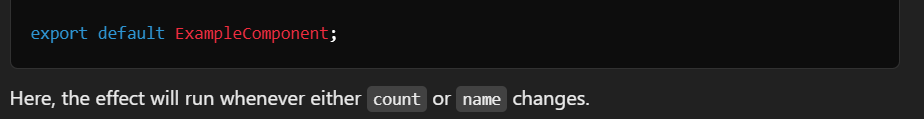 export default ExampleComponent;
Here, the effect will run whenever either count or name changes.